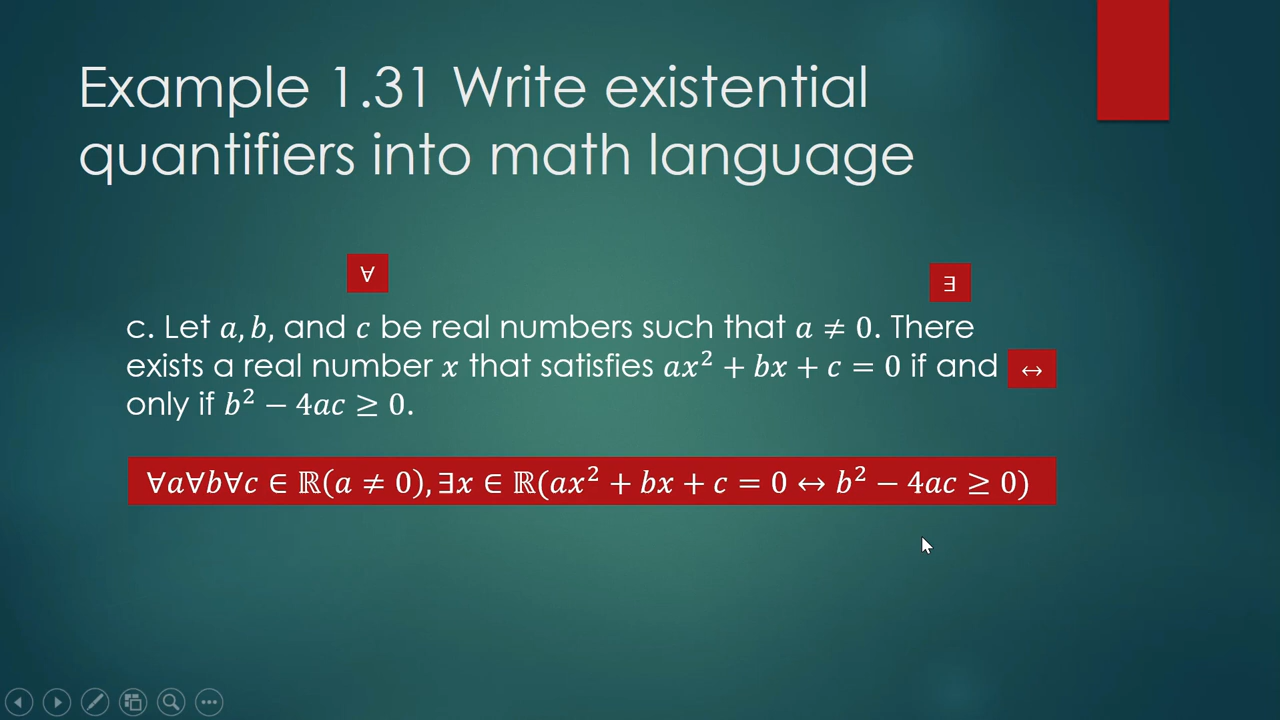 Example 1.31 Write existential
quantifiers into math language
∀
∃
c. Let a, b, and c be real numbers such that a ≠ 0. There
exists a real number x that satisfies ax² + bx + c = 0 if and
↔
only if b² − 4ac ≥ 0.
∀a∀b∀c ∈ ℝ(a ≠ 0), ∃x ∈ ℝ(ax² + bx + c = 0 ↔ b² − 4ac ≥ 0)